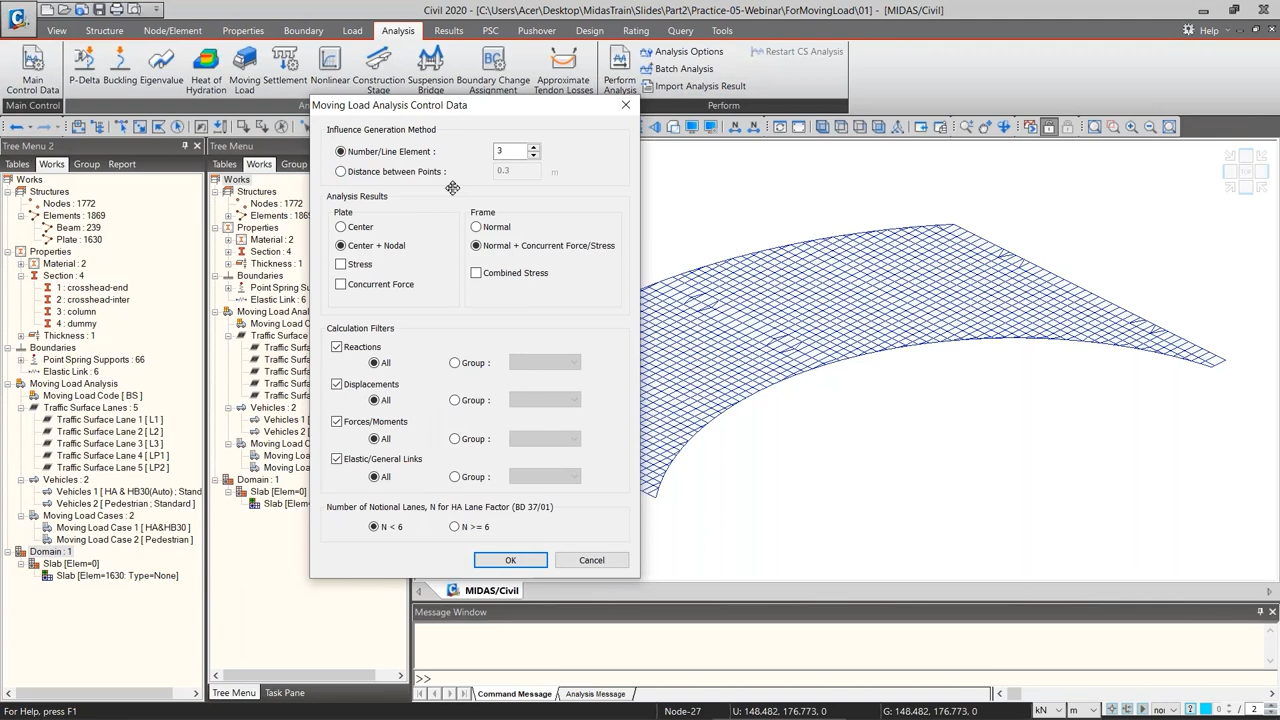 Civil 2020 - [C:\Users\Acer\Desktop\MidasTrain\Slides\Part2\Practice-05-Webinar\ForMovingLoad\01] - [MIDAS/Civil]
View Structure Node/Element Properties Boundary Load Analysis Results PSC Pushover Design Rating Query Tools Help
Main Control Data
P-Delta
Buckling
Eigenvalue
Heat of Hydration
Moving Load
Settlement
Nonlinear
Construction Stage
Suspension Bridge
Boundary Change Assignment
Approximate Tendon Losses
Perform Analysis
Analysis Options
Batch Analysis
Import Analysis Result
Restart CS Analysis
Main Control
Perform
Tree Menu 2
Tables Works Group Report
Works
Structures
Nodes : 1772
Elements : 1869
Beam : 239
Plate : 1630
Properties
Material : 2
Section : 4
1 : crosshead-end
2 : crosshead-inter
3 : column
4 : dummy
Thickness : 1
Boundaries
Point Spring Supports : 66
Elastic Link : 6
Moving Load Analysis
Moving Load Code [ BS ]
Traffic Surface Lanes : 5
Traffic Surface Lane 1 [ L1 ]
Traffic Surface Lane 2 [ L2 ]
Traffic Surface Lane 3 [ L3 ]
Traffic Surface Lane 4 [ LP1 ]
Traffic Surface Lane 5 [ LP2 ]
Vehicles : 2
Vehicles 1 [ HA & HB30(Auto) ; Stand
Vehicles 2 [ Pedestrian ; Standard ]
Moving Load Cases : 2
Moving Load Case 1 [ HA&HB30 ]
Moving Load Case 2 [ Pedestrian ]
Domain : 1
Slab [Elem=0]
Slab [Elem=1630: Type=None]
Tree Menu
Tables Works Group
Works
Structures
Nodes : 1772
Elements : 1869
Properties
Material : 2
Section : 4
Thickness : 1
Boundaries
Point Spring Su
Elastic Link : 6
Moving Load Anal
Moving Load C
Traffic Surface
Traffic Su
Traffic Su
Traffic Su
Traffic Su
Traffic Su
Vehicles : 2
Vehicles 1
Vehicles 2
Moving Load C
Moving Lo
Moving Lo
Domain : 1
Slab [Elem=0]
Slab [Elem
Tree Menu Task Pane
Moving Load Analysis Control Data
Influence Generation Method
Number/Line Element : 3
Distance between Points : 0.3 m
Analysis Results
Plate
Center
Center + Nodal
Stress
Concurrent Force
Frame
Normal
Normal + Concurrent Force/Stress
Combined Stress
Calculation Filters
Reactions
All Group :
Displacements
All Group :
Forces/Moments
All Group :
Elastic/General Links
All Group :
Number of Notional Lanes, N for HA Lane Factor (BD 37/01)
N < 6 N >= 6
OK Cancel
TOP
MIDAS/Civil
Message Window
>>
Command Message Analysis Message
For Help, press F1
Node-27
U: 148.482, 176.773, 0
G: 148.482, 176.773, 0
kN m
non
0 / 2